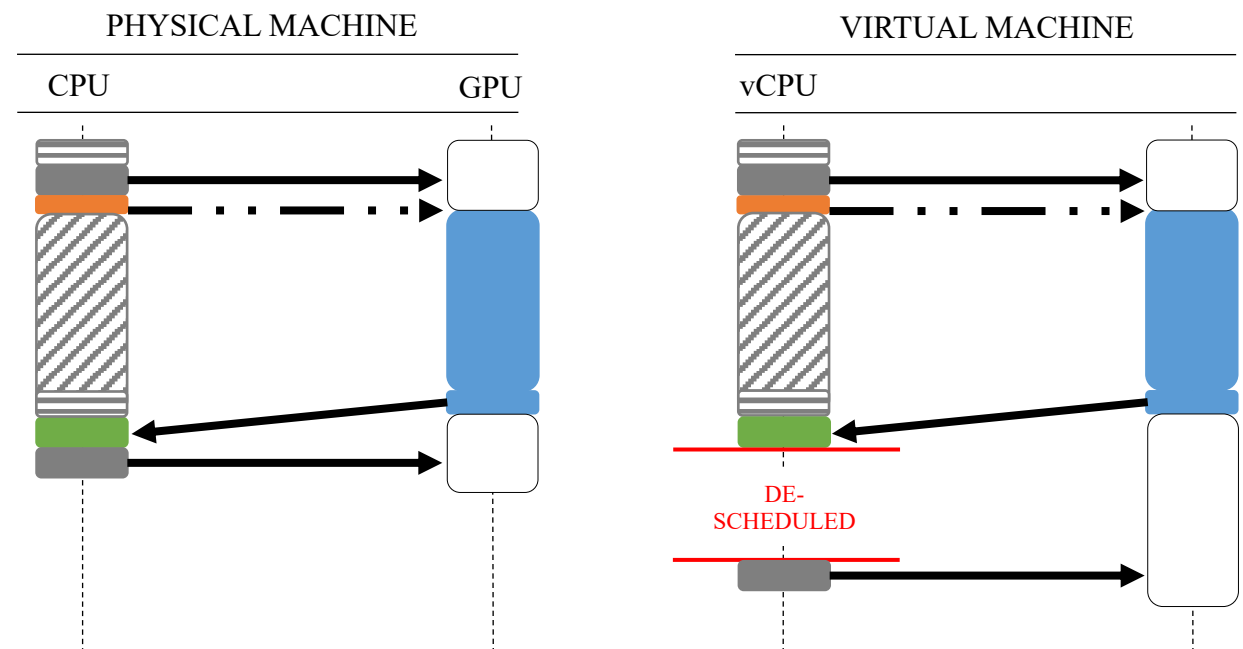 PHYSICAL MACHINE
CPU
GPU
VIRTUAL MACHINE
vCPU
DE-
SCHEDULED